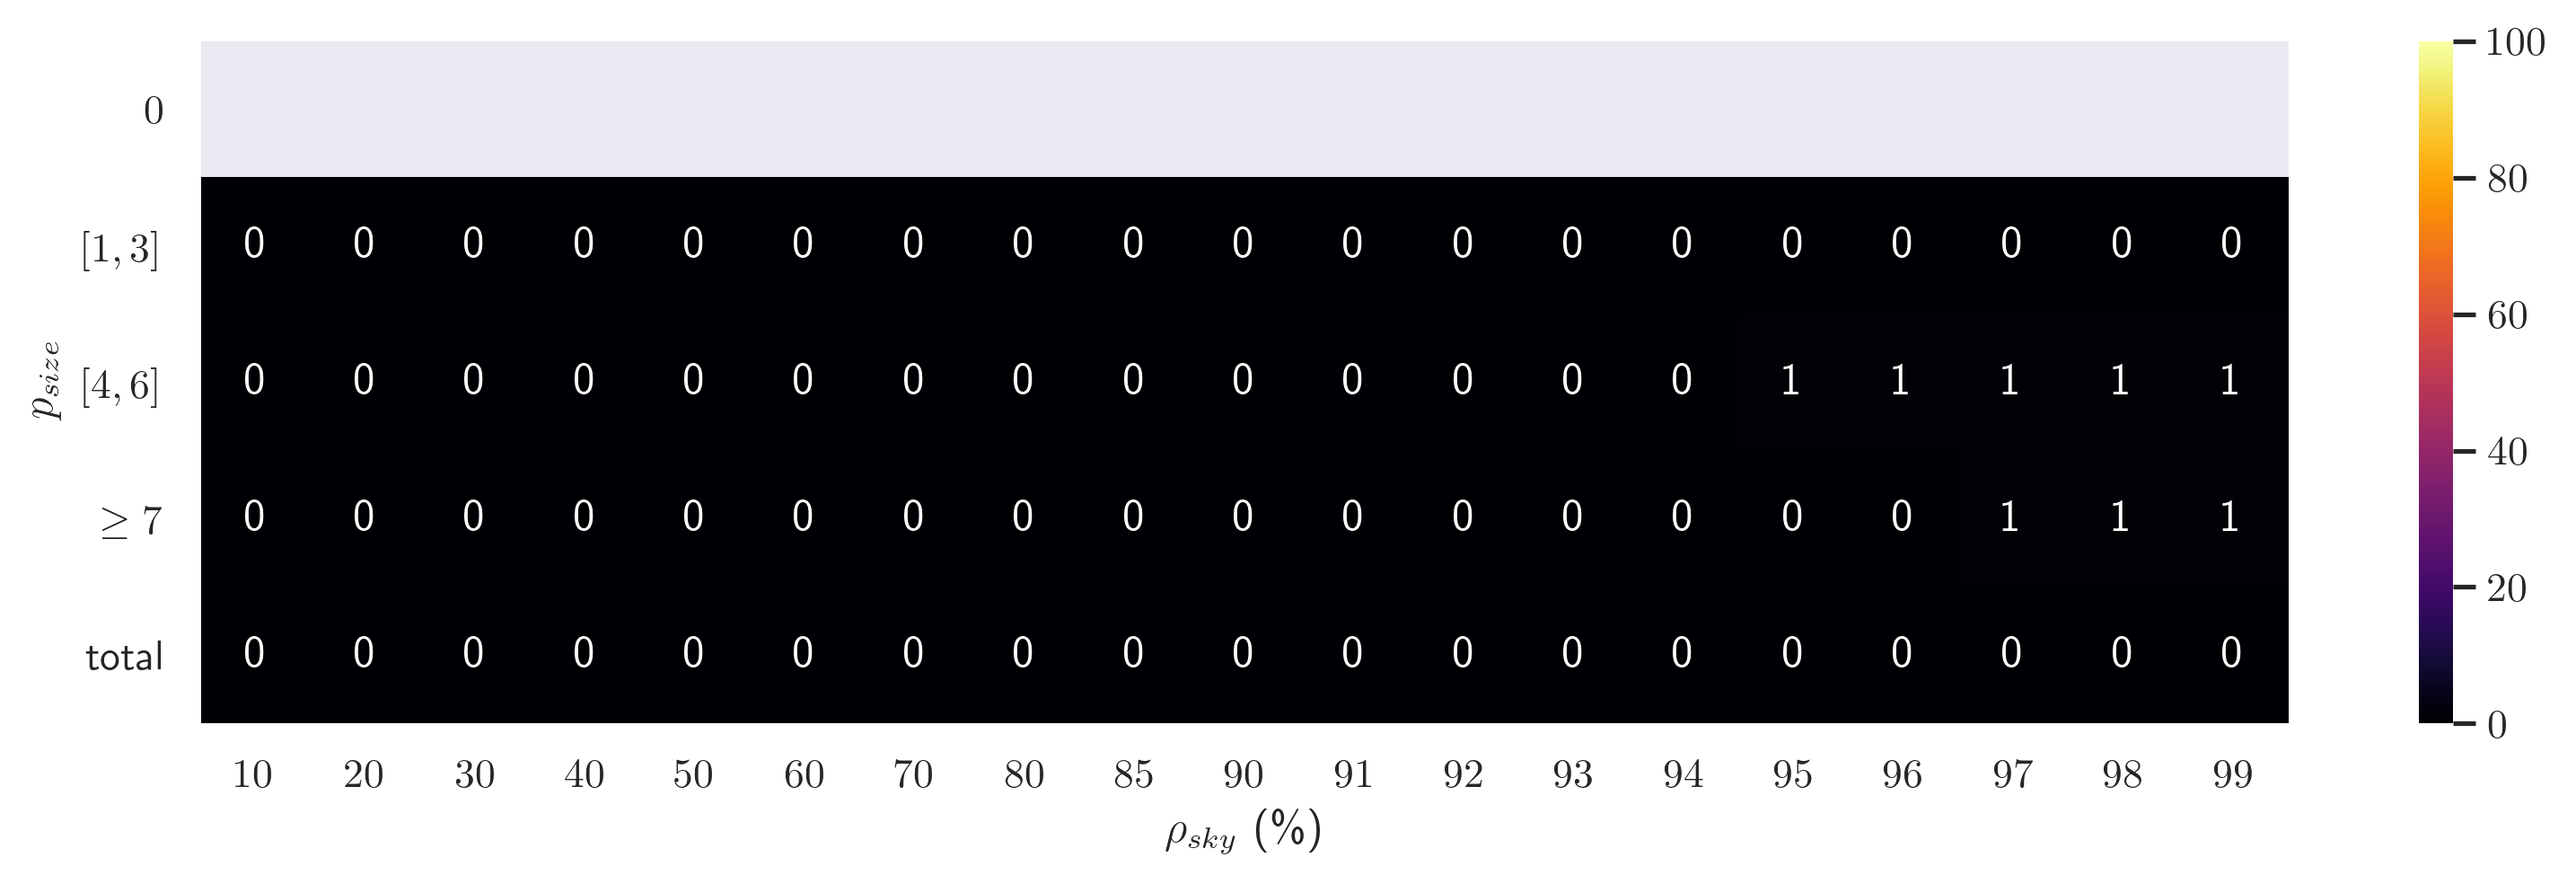 100
0
80
[1, 3] 0 0 0 0 0 0 0 0 0 0 0 0 0 0 0 0 0 0 0
60
p_size
[4, 6] 0 0 0 0 0 0 0 0 0 0 0 0 0 0 1 1 1 1 1
40
≥ 7 0 0 0 0 0 0 0 0 0 0 0 0 0 0 0 0 1 1 1
20
total 0 0 0 0 0 0 0 0 0 0 0 0 0 0 0 0 0 0 0
0
10 20 30 40 50 60 70 80 85 90 91 92 93 94 95 96 97 98 99
ρ_sky (%)